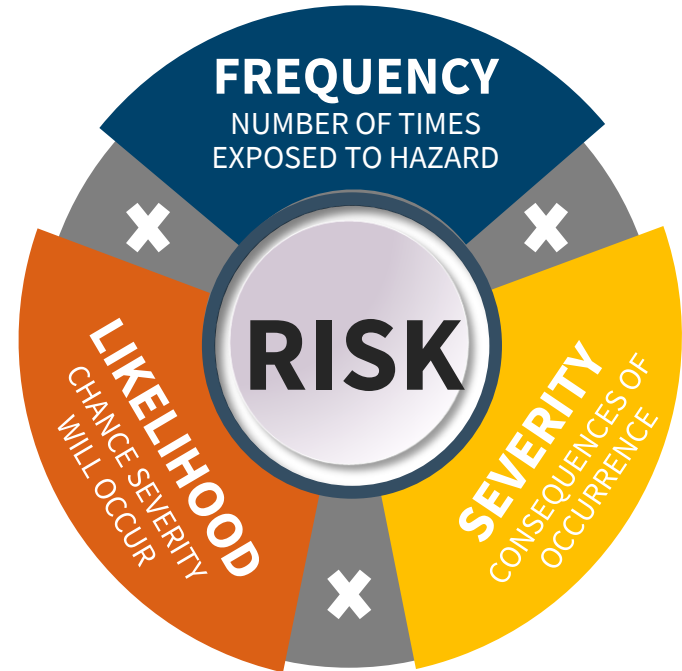 FREQUENCY
NUMBER OF TIMES
EXPOSED TO HAZARD
RISK
LIKELIHOOD
CHANCE SEVERITY
WILL OCCUR
SEVERITY
CONSEQUENCES OF
OCCURRENCE